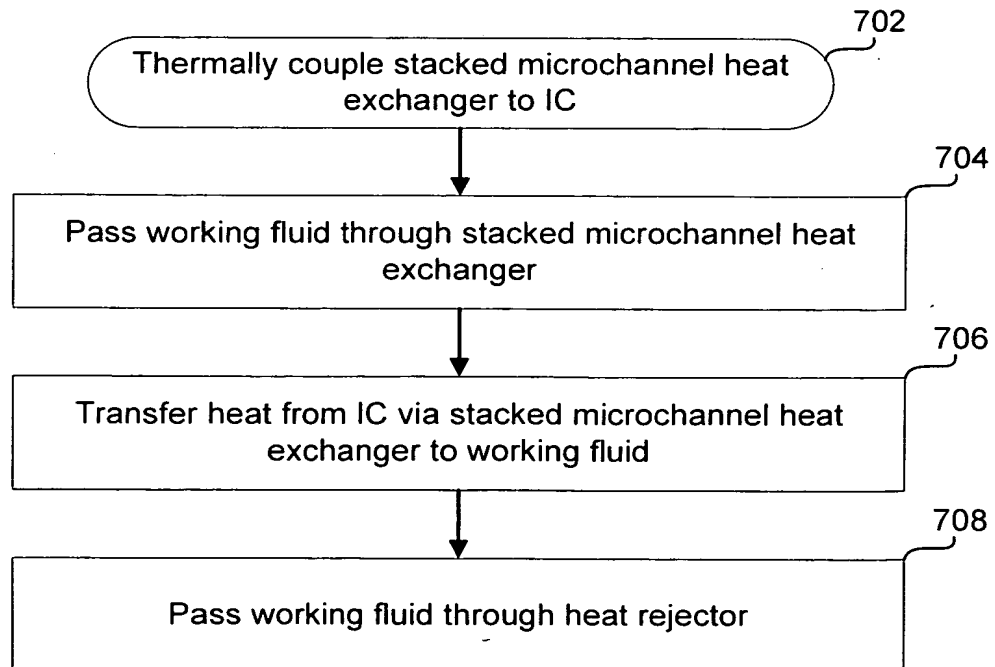 702
Thermally couple stacked microchannel heat
exchanger to IC
704
Pass working fluid through stacked microchannel heat
exchanger
706
Transfer heat from IC via stacked microchannel heat
exchanger to working fluid
708
Pass working fluid through heat rejector